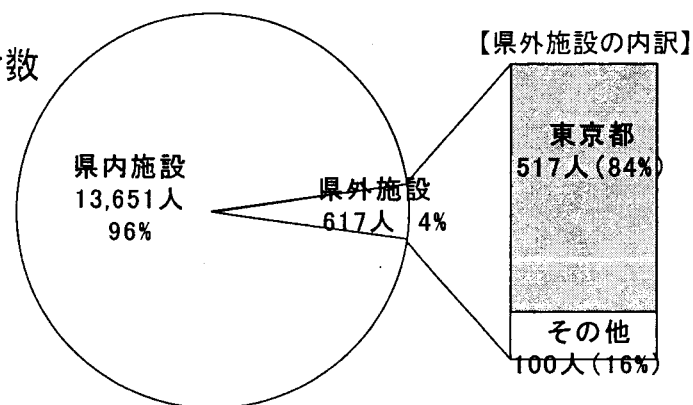 数
【県外施設の内訳】
県内施設
13,651人
96%
県外施設
617人 4%
東京都
517人(84%)
その他
100人(16%)